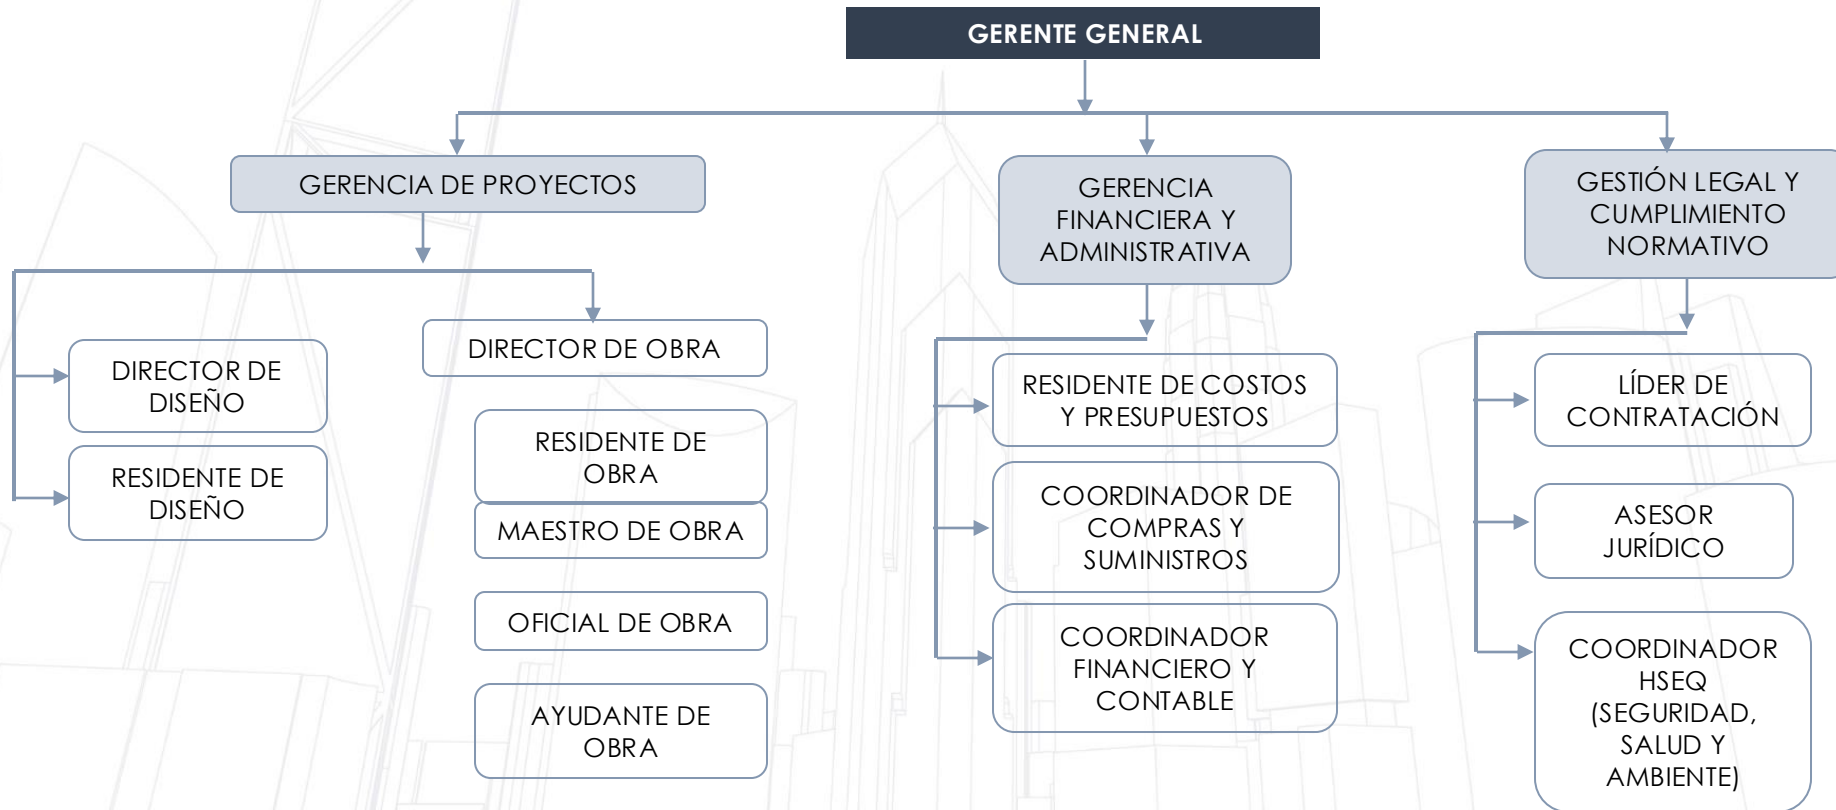 GERENTE GENERAL
GERENCIA DE PROYECTOS
DIRECTOR DE
DISEÑO
RESIDENTE DE
DISEÑO
DIRECTOR DE OBRA
RESIDENTE DE
OBRA
MAESTRO DE OBRA
OFICIAL DE OBRA
AYUDANTE DE
OBRA
GERENCIA
FINANCIERA Y
ADMINISTRATIVA
RESIDENTE DE COSTOS
Y PRESUPUESTOS
COORDINADOR DE
COMPRAS Y
SUMINISTROS
COORDINADOR
FINANCIERO Y
CONTABLE
GESTIÓN LEGAL Y
CUMPLIMIENTO
NORMATIVO
LÍDER DE
CONTRATACIÓN
ASESOR
JURÍDICO
COORDINADOR
HSEQ
(SEGURIDAD,
SALUD Y
AMBIENTE)